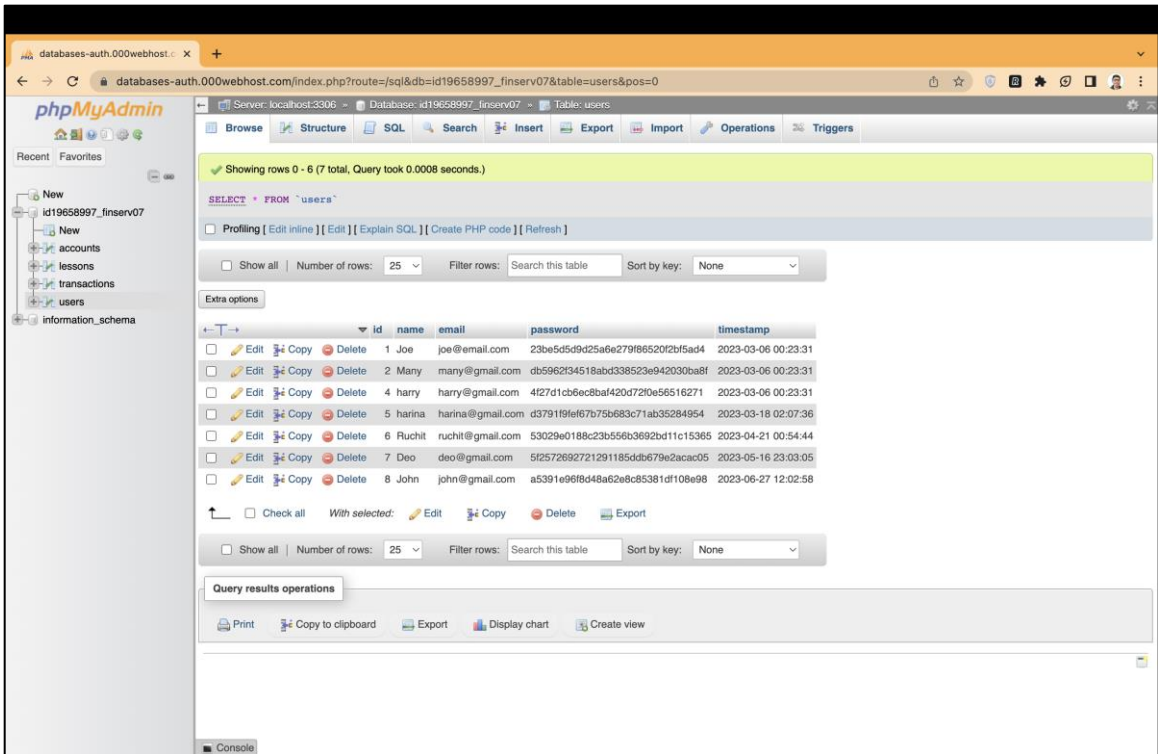 databases-auth.000webhost.c
databases-auth.000webhost.com/index.php?route=/sql&db=id19658997_finserv07&table=users&pos=0
phpMyAdmin
Recent Favorites
New
id19658997_finserv07
New
accounts
lessons
transactions
users
information_schema
Server: localhost:3306 » Database: id19658997_finserv07 » Table: users
Browse Structure SQL Search Insert Export Import Operations Triggers
Showing rows 0 - 6 (7 total, Query took 0.0008 seconds.)
SELECT * FROM `users`
Profiling [ Edit inline ] [ Edit ] [ Explain SQL ] [ Create PHP code ] [ Refresh ]
Show all | Number of rows: 25 Filter rows: Search this table Sort by key: None
Extra options
id name email password timestamp
Edit Copy Delete 1 Joe joe@email.com 23be5d5d9d25a6e279f86520f2bf5ad4 2023-03-06 00:23:31
Edit Copy Delete 2 Many many@gmail.com db5962f34518abd338523e942030ba8f 2023-03-06 00:23:31
Edit Copy Delete 4 harry harry@gmail.com 4f27d1cb6ec8baf420d72f0e56516271 2023-03-06 00:23:31
Edit Copy Delete 5 harina harina@gmail.com d3791f9fef67b75b683c71ab35284954 2023-03-18 02:07:36
Edit Copy Delete 6 Ruchit ruchit@gmail.com 53029e0188c23b556b3692bd11c15365 2023-04-21 00:54:44
Edit Copy Delete 7 Deo deo@gmail.com 5f2572692721291185ddb679e2acac05 2023-05-16 23:03:05
Edit Copy Delete 8 John john@gmail.com a5391e96f8d48a62e8c85381df108e98 2023-06-27 12:02:58
Check all With selected: Edit Copy Delete Export
Show all | Number of rows: 25 Filter rows: Search this table Sort by key: None
Query results operations
Print Copy to clipboard Export Display chart Create view
Console